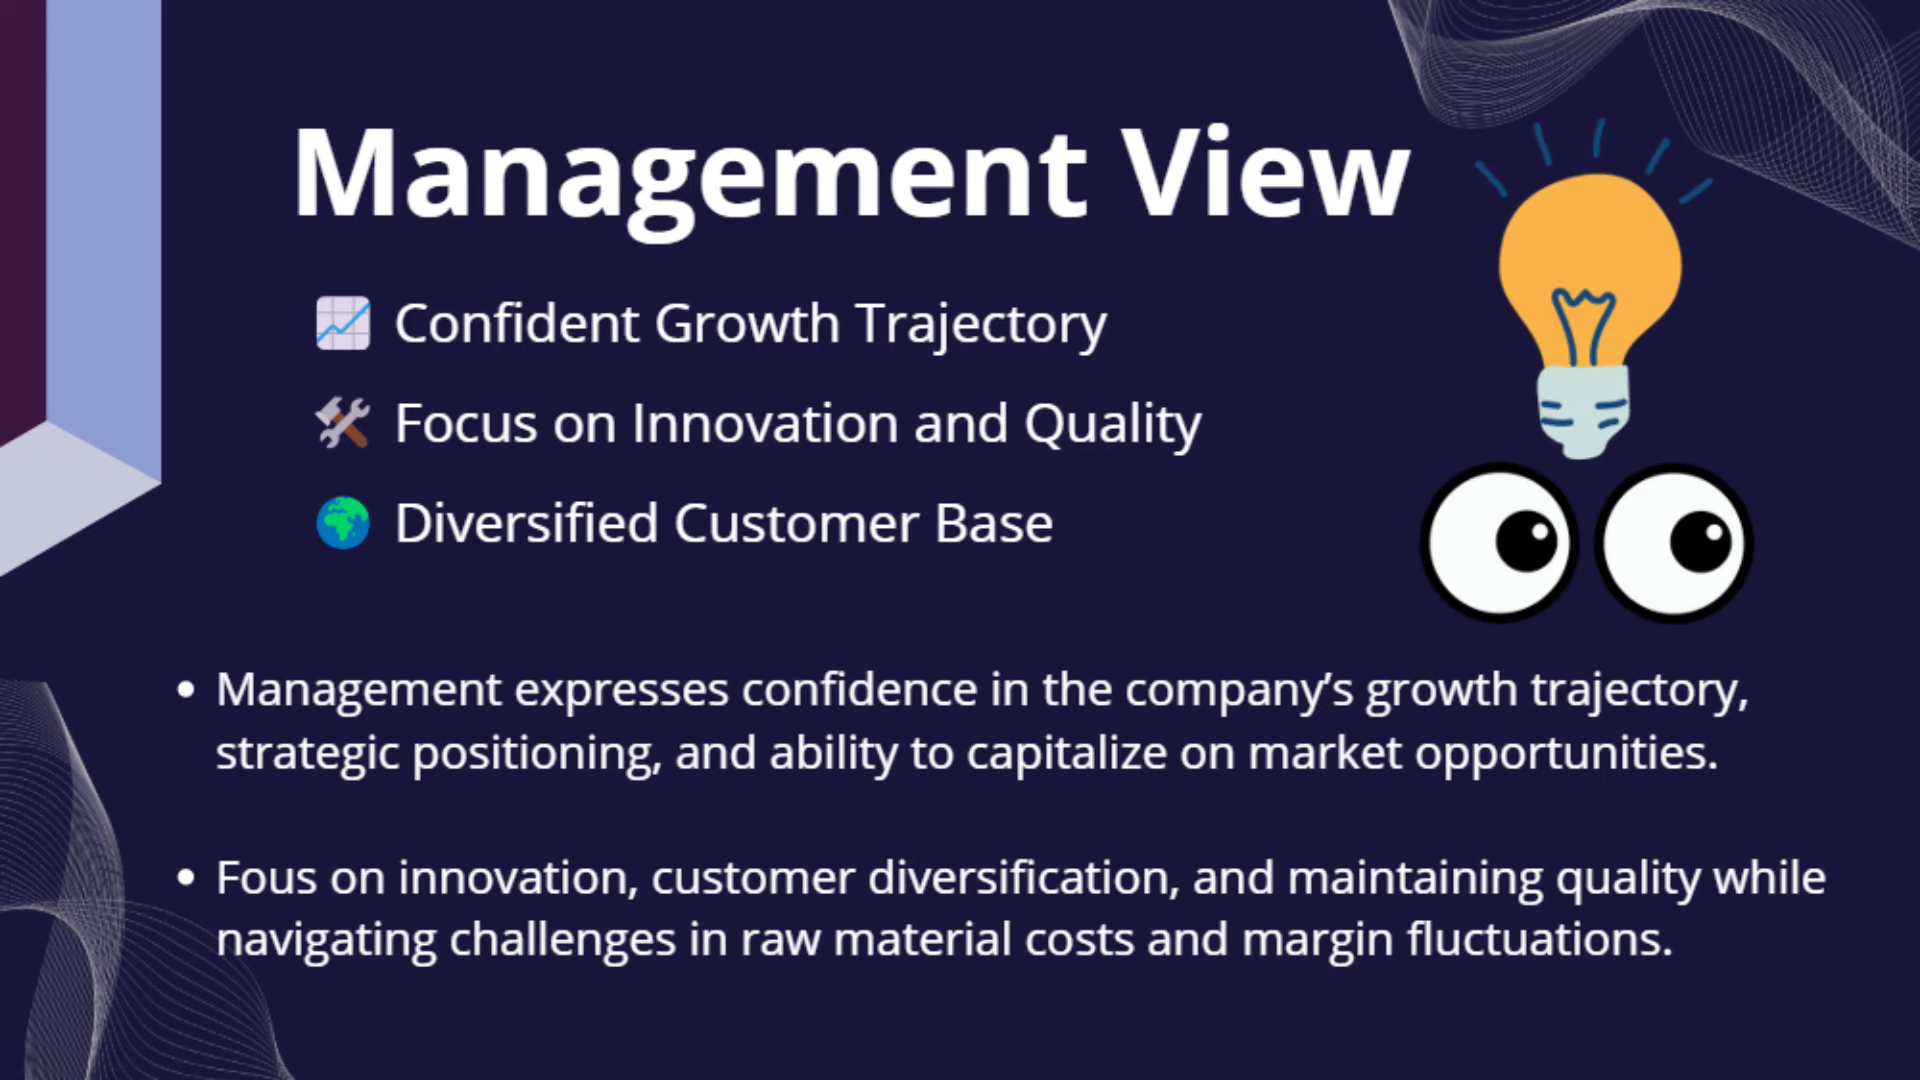 Management View
Confident Growth Trajectory
Focus on Innovation and Quality
Diversified Customer Base
• Management expresses confidence in the company’s growth trajectory,
strategic positioning, and ability to capitalize on market opportunities.
• Fous on innovation, customer diversification, and maintaining quality while
navigating challenges in raw material costs and margin fluctuations.